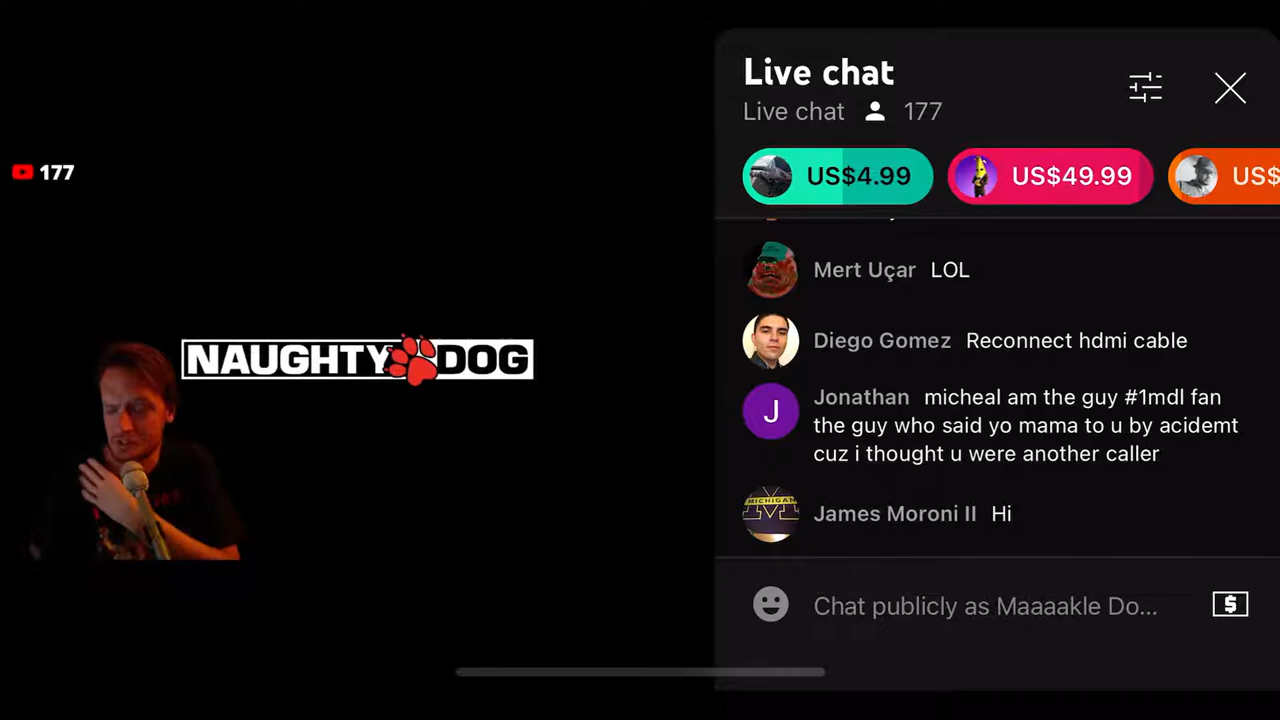 Live chat
Live chat 177
177
US$4.99 US$49.99 US$
Mert Uçar LOL
Diego Gomez Reconnect hdmi cable
NAUGHTY DOG
J Jonathan micheal am the guy #1mdl fan
the guy who said yo mama to u by acidemt
cuz i thought u were another caller
MICHIGAN
James Moroni II Hi
Chat publicly as Maaaakle Do... $